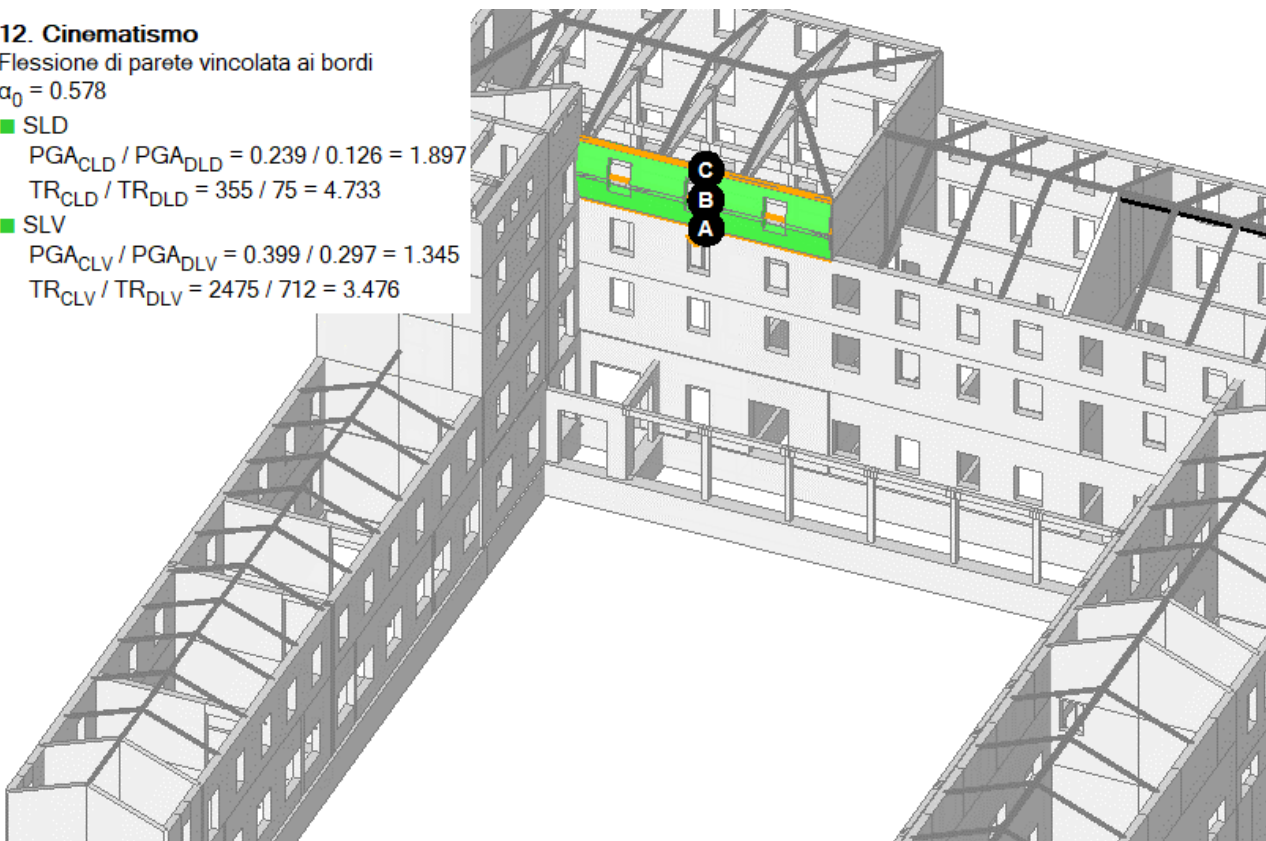 12. Cinematismo
Flessione di parete vincolata ai bordi
α0 = 0.578
SLD
PGACLD / PGADLD = 0.239 / 0.126 = 1.897
TRCLD / TRDLD = 355 / 75 = 4.733
SLV
PGACLV / PGADLV = 0.399 / 0.297 = 1.345
TRCLV / TRDLV = 2475 / 712 = 3.476
C
B
A